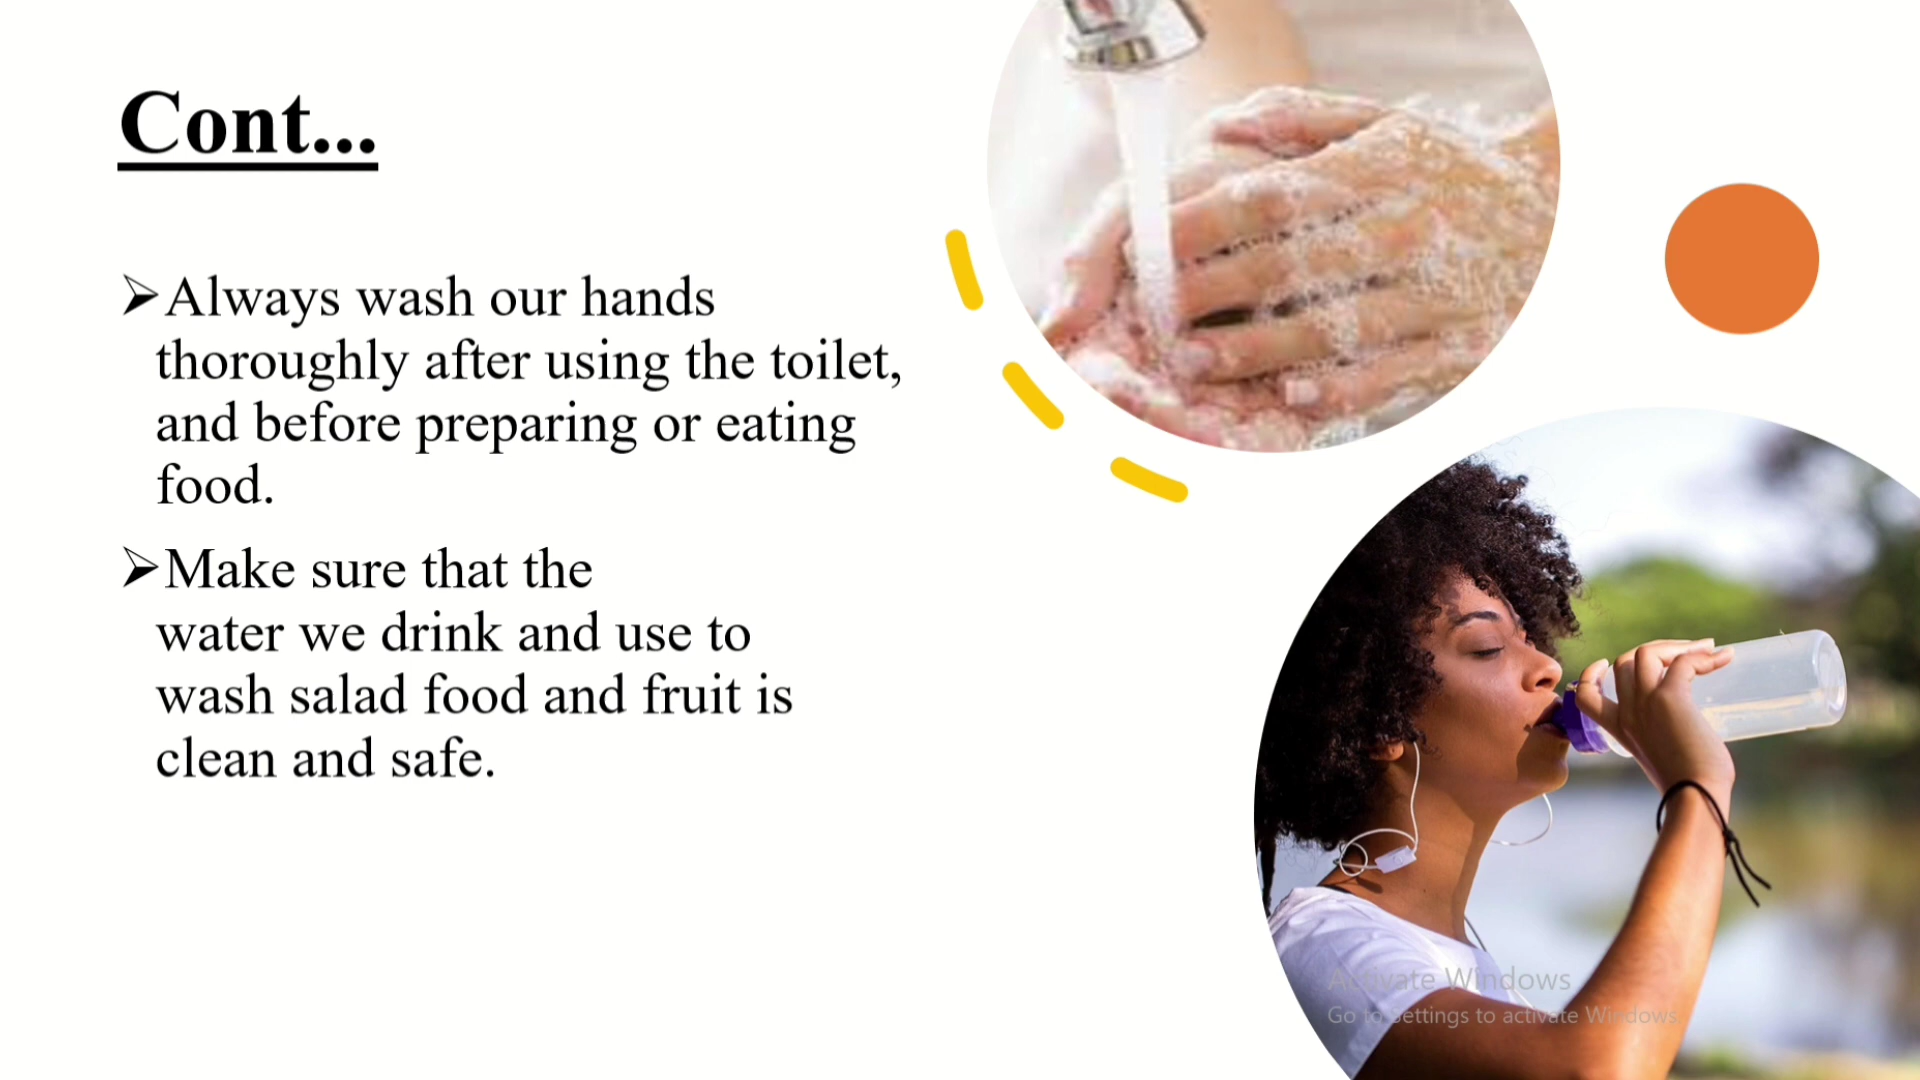 Cont...
➢Always wash our hands
thoroughly after using the toilet,
and before preparing or eating
food.
➢Make sure that the
water we drink and use to
wash salad food and fruit is
clean and safe.
Activate Windows
Go to Settings to activate Windows.